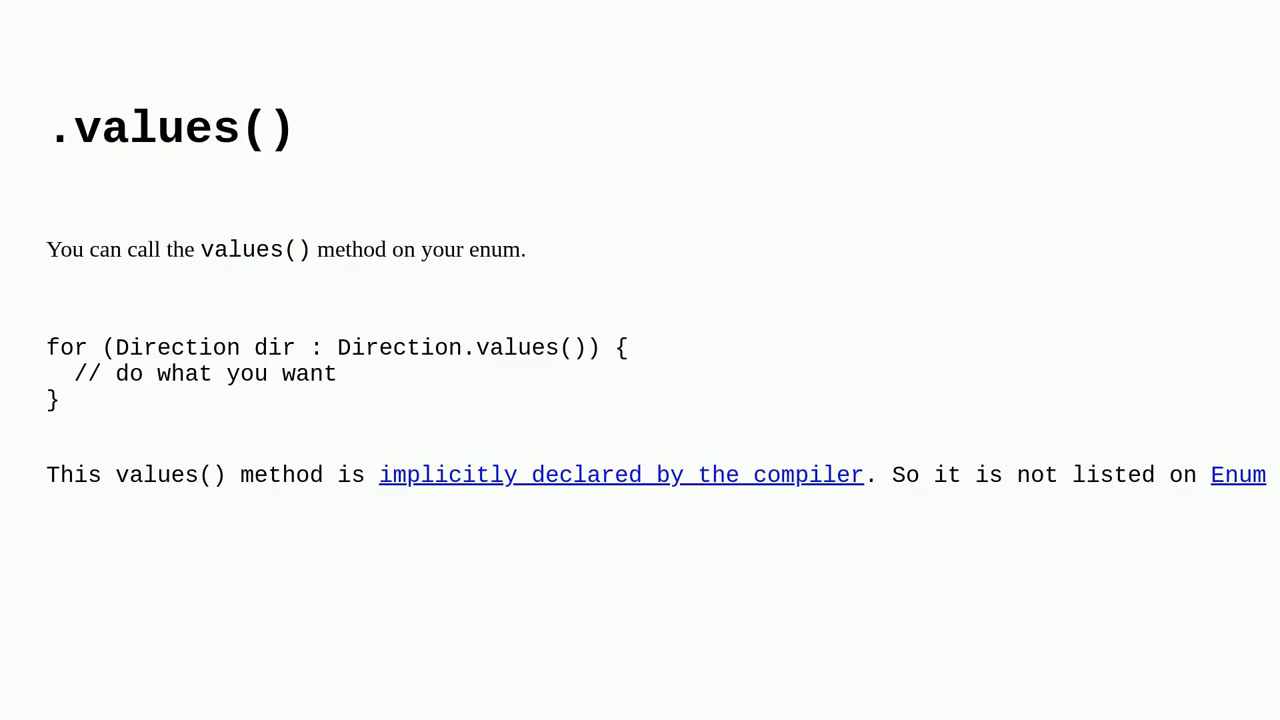 .values()
You can call the values() method on your enum.
for (Direction dir : Direction.values()) {
  // do what you want
}
This values() method is implicitly declared by the compiler. So it is not listed on Enum